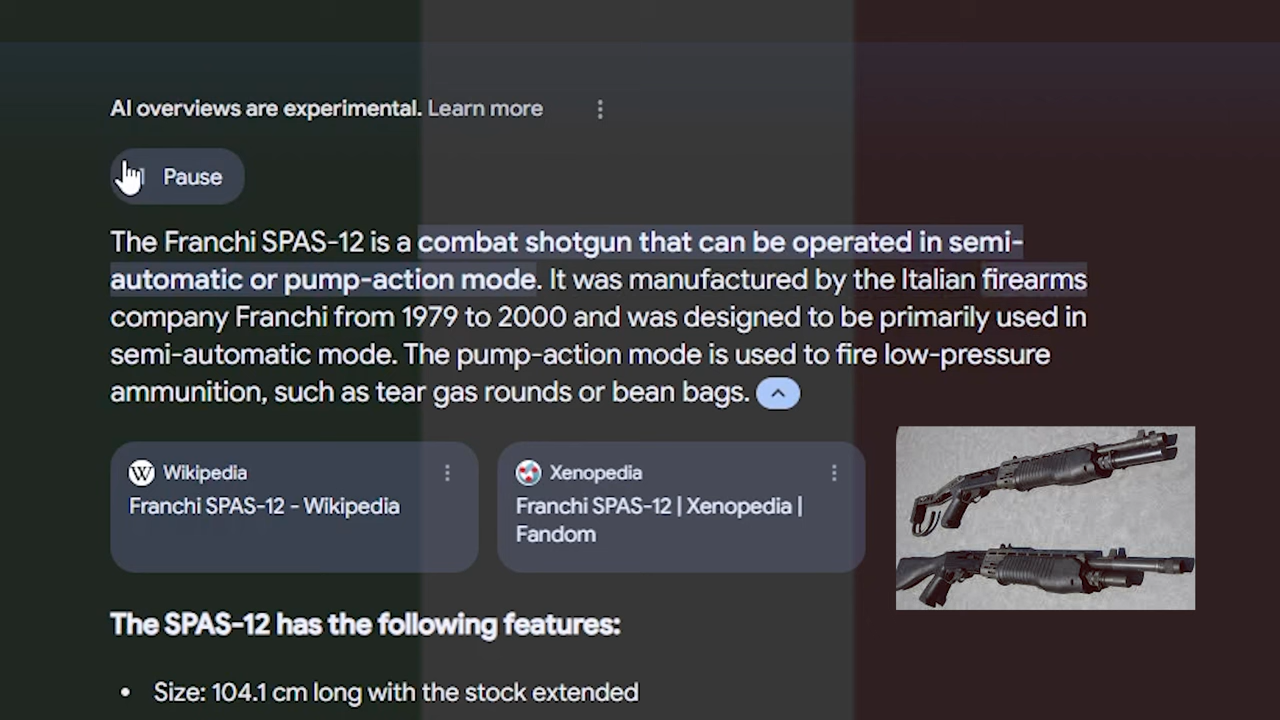 AI overviews are experimental. Learn more
Pause
The Franchi SPAS-12 is a combat shotgun that can be operated in semi-
automatic or pump-action mode. It was manufactured by the Italian firearms
company Franchi from 1979 to 2000 and was designed to be primarily used in
semi-automatic mode. The pump-action mode is used to fire low-pressure
ammunition, such as tear gas rounds or bean bags.
W Wikipedia
Franchi SPAS-12 - Wikipedia
Xenopedia
Franchi SPAS-12 | Xenopedia |
Fandom
The SPAS-12 has the following features:
• Size: 104.1 cm long with the stock extended